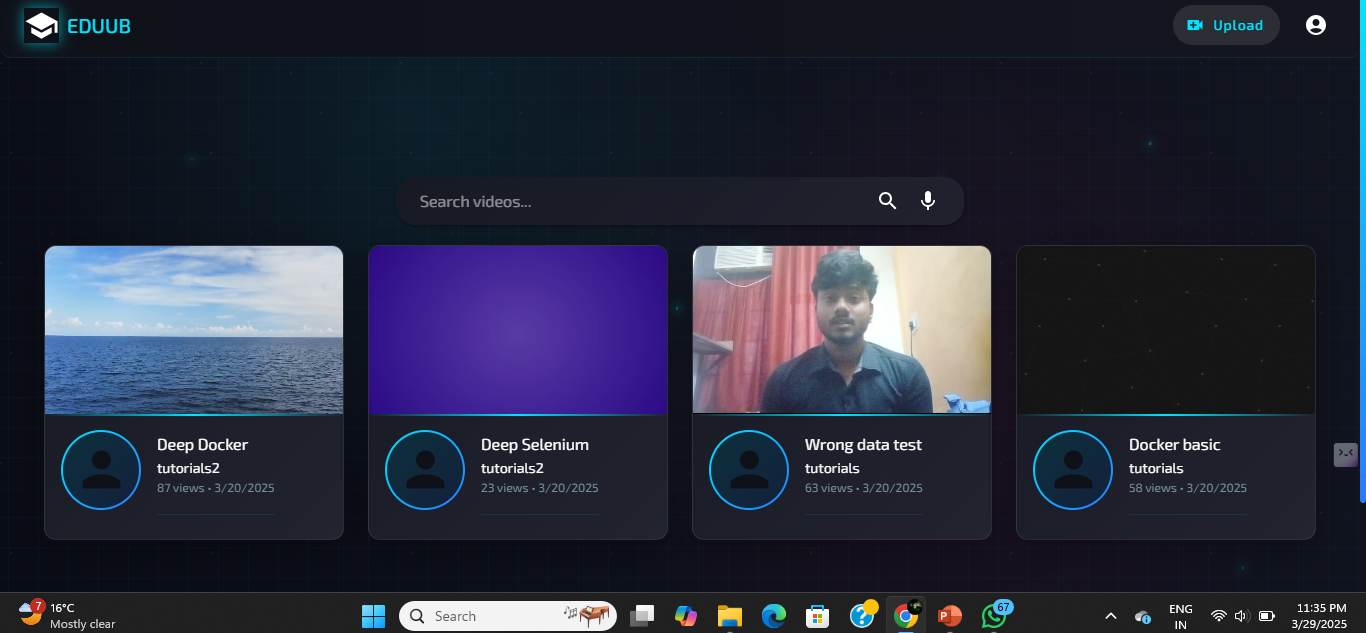 EDUUB
Upload
Search videos...
Deep Docker
tutorials2
87 views • 3/20/2025
Deep Selenium
tutorials2
23 views • 3/20/2025
Wrong data test
tutorials
63 views • 3/20/2025
Docker basic
tutorials
58 views • 3/20/2025
7
16°C
Mostly clear
Search
67
ENG
IN
11:35 PM
3/29/2025